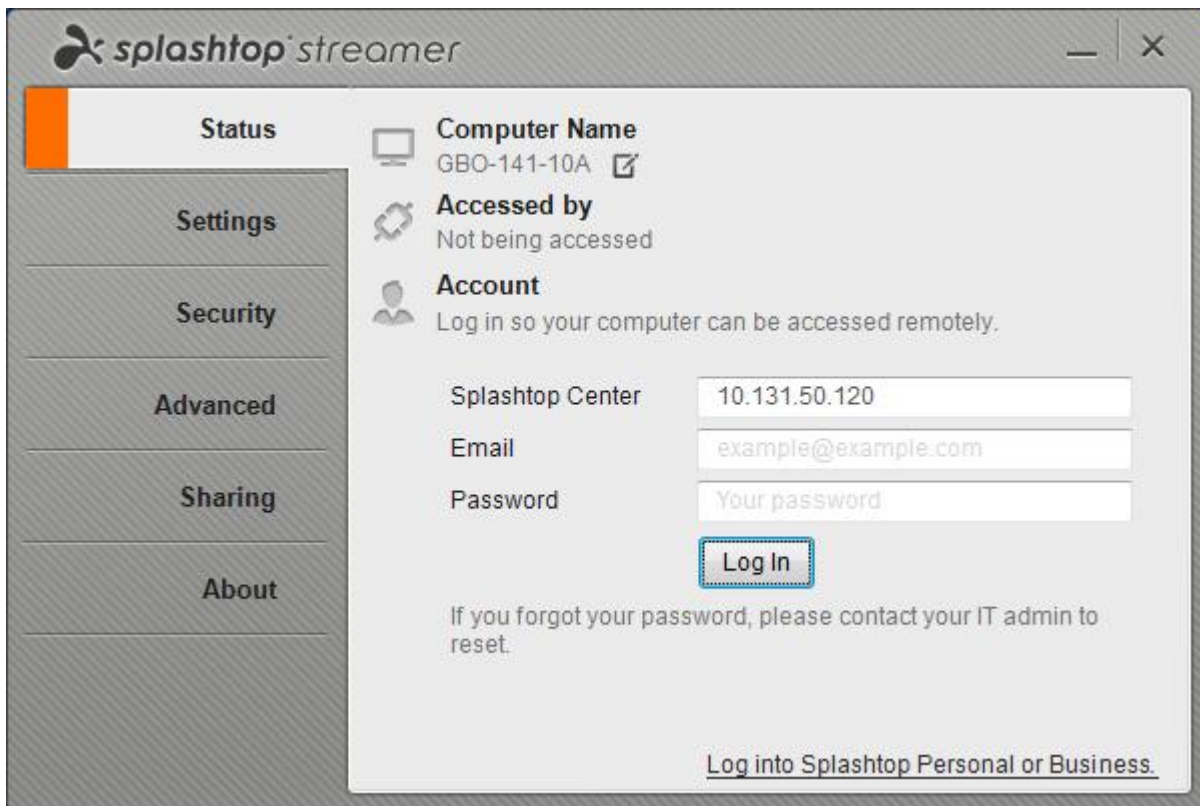 splashtop streamer
Status
Settings
Security
Advanced
Sharing
About
Computer Name
GBO-141-10A
Accessed by
Not being accessed
Account
Log in so your computer can be accessed remotely.
Splashtop Center 10.131.50.120
Email example@example.com
Password Your password
Log In
If you forgot your password, please contact your IT admin to
reset.
Log into Splashtop Personal or Business.